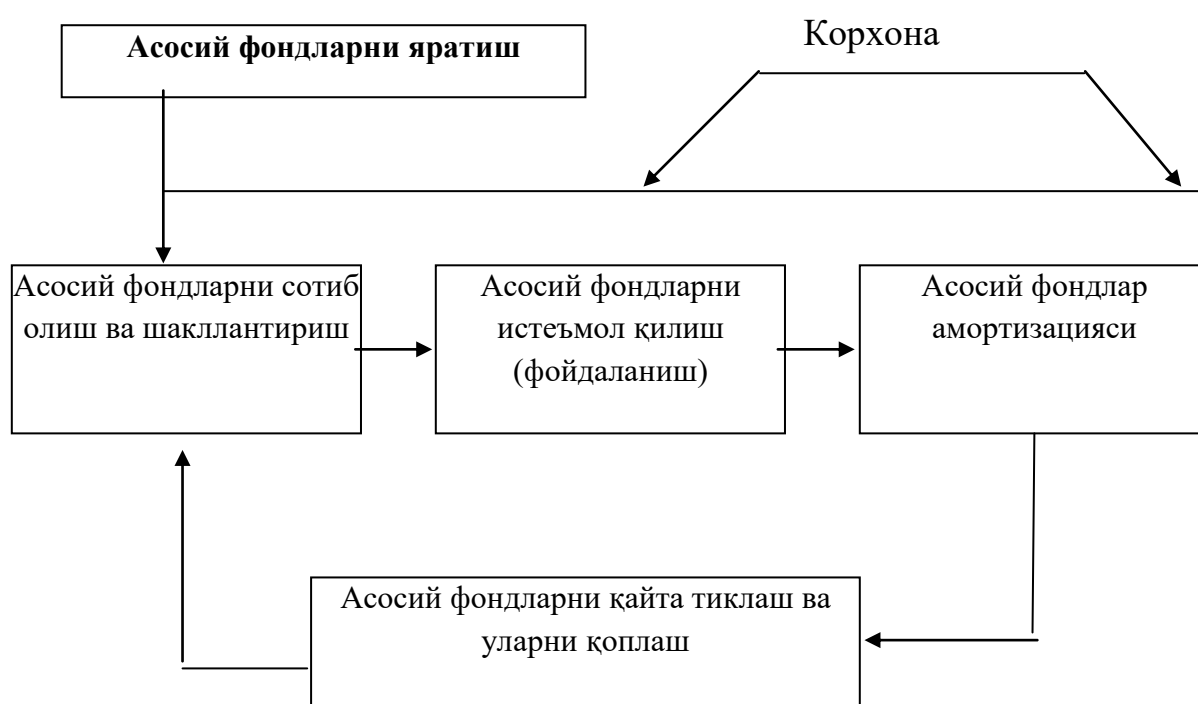 Корхона
Асосий фондларни яратиш
Асосий фондларни сотиб
олиш ва шакллантириш
Асосий фондларни
истеъмол қилиш
(фойдаланиш)
Асосий фондлар
амортизацияси
Асосий фондларни қайта тиклаш ва
уларни қоплаш